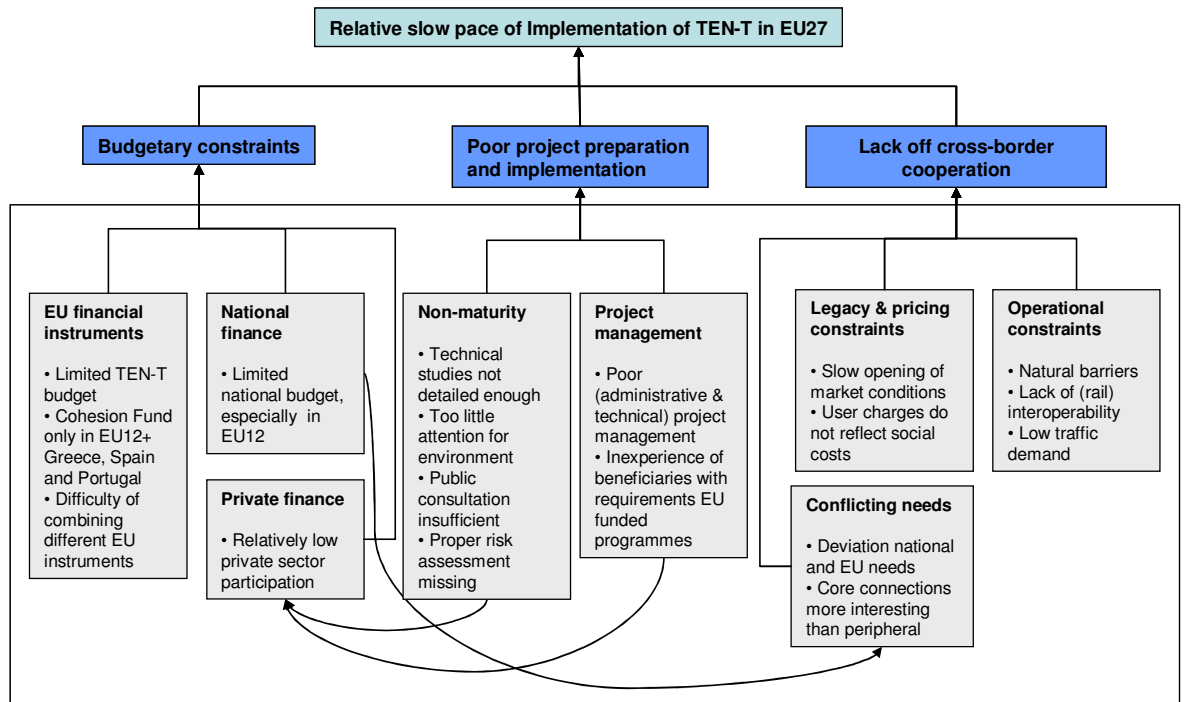 Relative slow pace of Implementation of TEN-T in EU27
Budgetary constraints
Poor project preparation
and implementation
Lack off cross-border
cooperation
EU financial
instruments
• Limited TEN-T
budget
• Cohesion Fund
only in EU12+
Greece, Spain
and Portugal
• Difficulty of
combining
different EU
instruments
National
finance
• Limited
national budget,
especially in
EU12
Private finance
• Relatively low
private sector
participation
Non-maturity
• Technical
studies not
detailed enough
• Too little
attention for
environment
• Public
consultation
insufficient
• Proper risk
assessment
missing
Project
management
• Poor
(administrative &
technical) project
management
• Inexperience of
beneficiaries with
requirements EU
funded
programmes
Legacy & pricing
constraints
• Slow opening of
market conditions
• User charges do
not reflect social
costs
Operational
constraints
• Natural barriers
• Lack of (rail)
interoperability
• Low traffic
demand
Conflicting needs
• Deviation national
and EU needs
• Core connections
more interesting
than peripheral